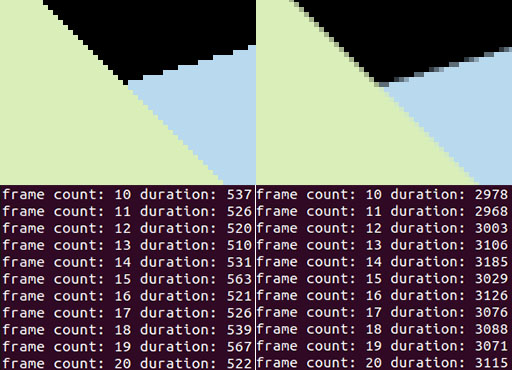 frame count: 10 duration: 537
frame count: 11 duration: 526
frame count: 12 duration: 520
frame count: 13 duration: 510
frame count: 14 duration: 531
frame count: 15 duration: 563
frame count: 16 duration: 521
frame count: 17 duration: 526
frame count: 18 duration: 539
frame count: 19 duration: 567
frame count: 20 duration: 522
frame count: 10 duration: 2978
frame count: 11 duration: 2968
frame count: 12 duration: 3003
frame count: 13 duration: 3106
frame count: 14 duration: 3185
frame count: 15 duration: 3029
frame count: 16 duration: 3126
frame count: 17 duration: 3076
frame count: 18 duration: 3088
frame count: 19 duration: 3071
frame count: 20 duration: 3115